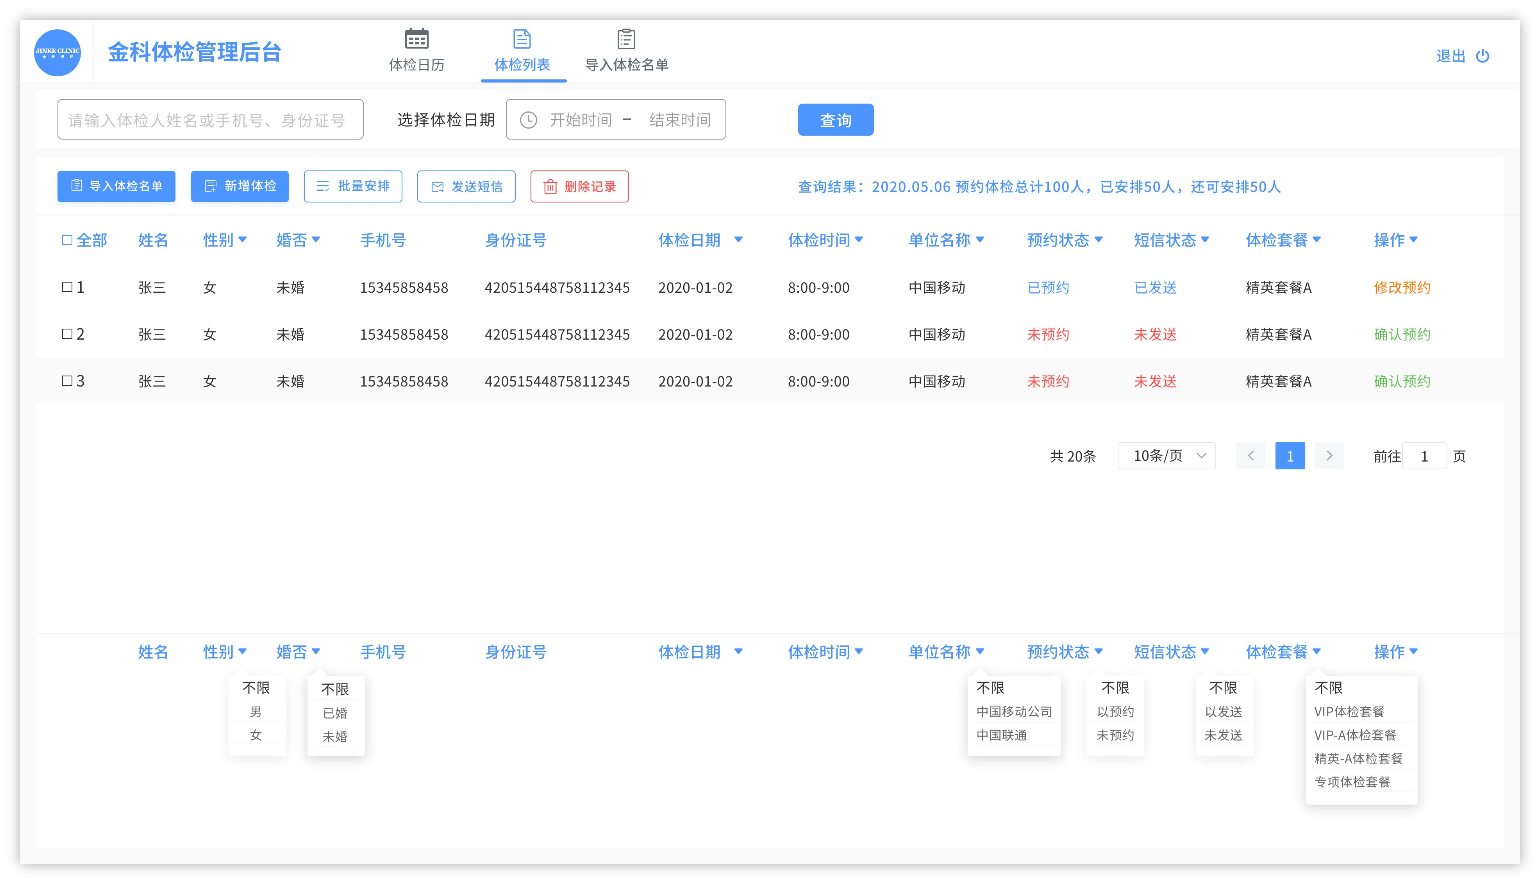 JINKE CLINIC
金科体检管理后台
体检日历
体检列表
导入体检名单
退出
请输入体检人姓名或手机号、身份证号
选择体检日期
开始时间 – 结束时间
查询
导入体检名单
新增体检
批量安排
发送短信
删除记录
查询结果：2020.05.06 预约体检总计100人，已安排50人，还可安排50人
全部 姓名 性别 婚否 手机号 身份证号 体检日期 体检时间 单位名称 预约状态 短信状态 体检套餐 操作
1 张三 女 未婚 15345858458 420515448758112345 2020-01-02 8:00-9:00 中国移动 已预约 已发送 精英套餐A 修改预约
2 张三 女 未婚 15345858458 420515448758112345 2020-01-02 8:00-9:00 中国移动 未预约 未发送 精英套餐A 确认预约
3 张三 女 未婚 15345858458 420515448758112345 2020-01-02 8:00-9:00 中国移动 未预约 未发送 精英套餐A 确认预约
共 20条 10条/页 1 前往 1 页
姓名 性别 婚否 手机号 身份证号 体检日期 体检时间 单位名称 预约状态 短信状态 体检套餐 操作
不限
男
女
不限
已婚
未婚
不限
中国移动公司
中国联通
不限
以预约
未预约
不限
以发送
未发送
不限
VIP体检套餐
VIP-A体检套餐
精英-A体检套餐
专项体检套餐